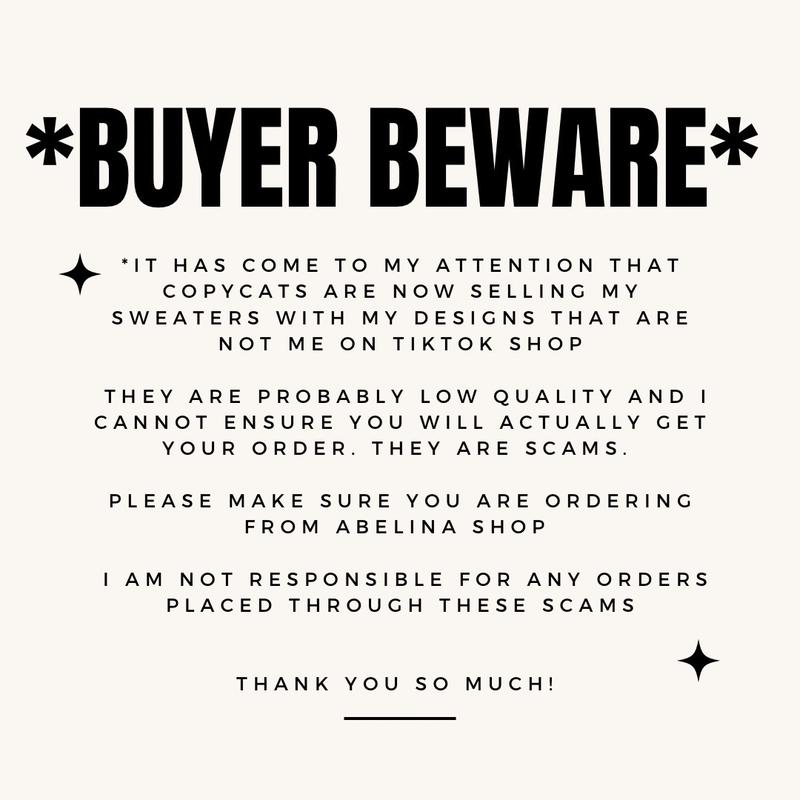 *BUYER BEWARE*
*IT HAS COME TO MY ATTENTION THAT
COPYCATS ARE NOW SELLING MY
SWEATERS WITH MY DESIGNS THAT ARE
NOT ME ON TIKTOK SHOP
THEY ARE PROBABLY LOW QUALITY AND I
CANNOT ENSURE YOU WILL ACTUALLY GET
YOUR ORDER. THEY ARE SCAMS.
PLEASE MAKE SURE YOU ARE ORDERING
FROM ABELINA SHOP
I AM NOT RESPONSIBLE FOR ANY ORDERS
PLACED THROUGH THESE SCAMS
THANK YOU SO MUCH!